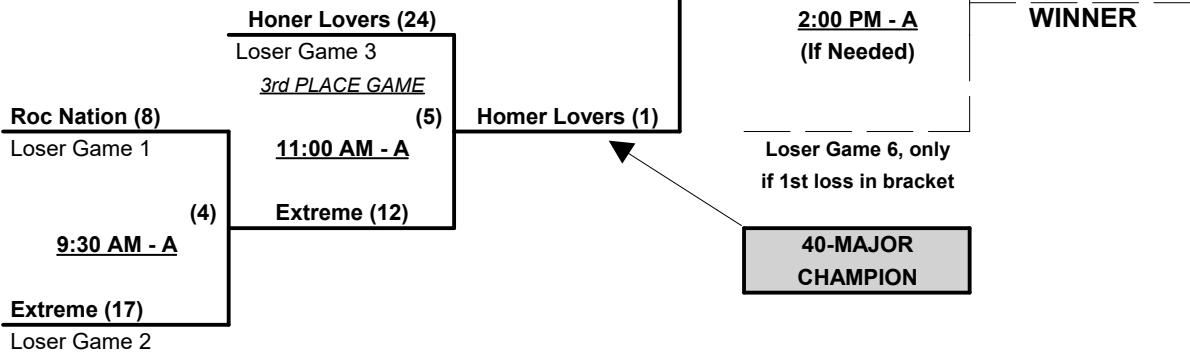 Honer Lovers (24)
Loser Game 3
3rd PLACE GAME
2:00 PM - A
(If Needed)
WINNER
Roc Nation (8)
Loser Game 1
(5)
Homer Lovers (1)
11:00 AM - A
Loser Game 6, only
if 1st loss in bracket
(4)
Extreme (12)
9:30 AM - A
40-MAJOR
CHAMPION
Extreme (17)
Loser Game 2